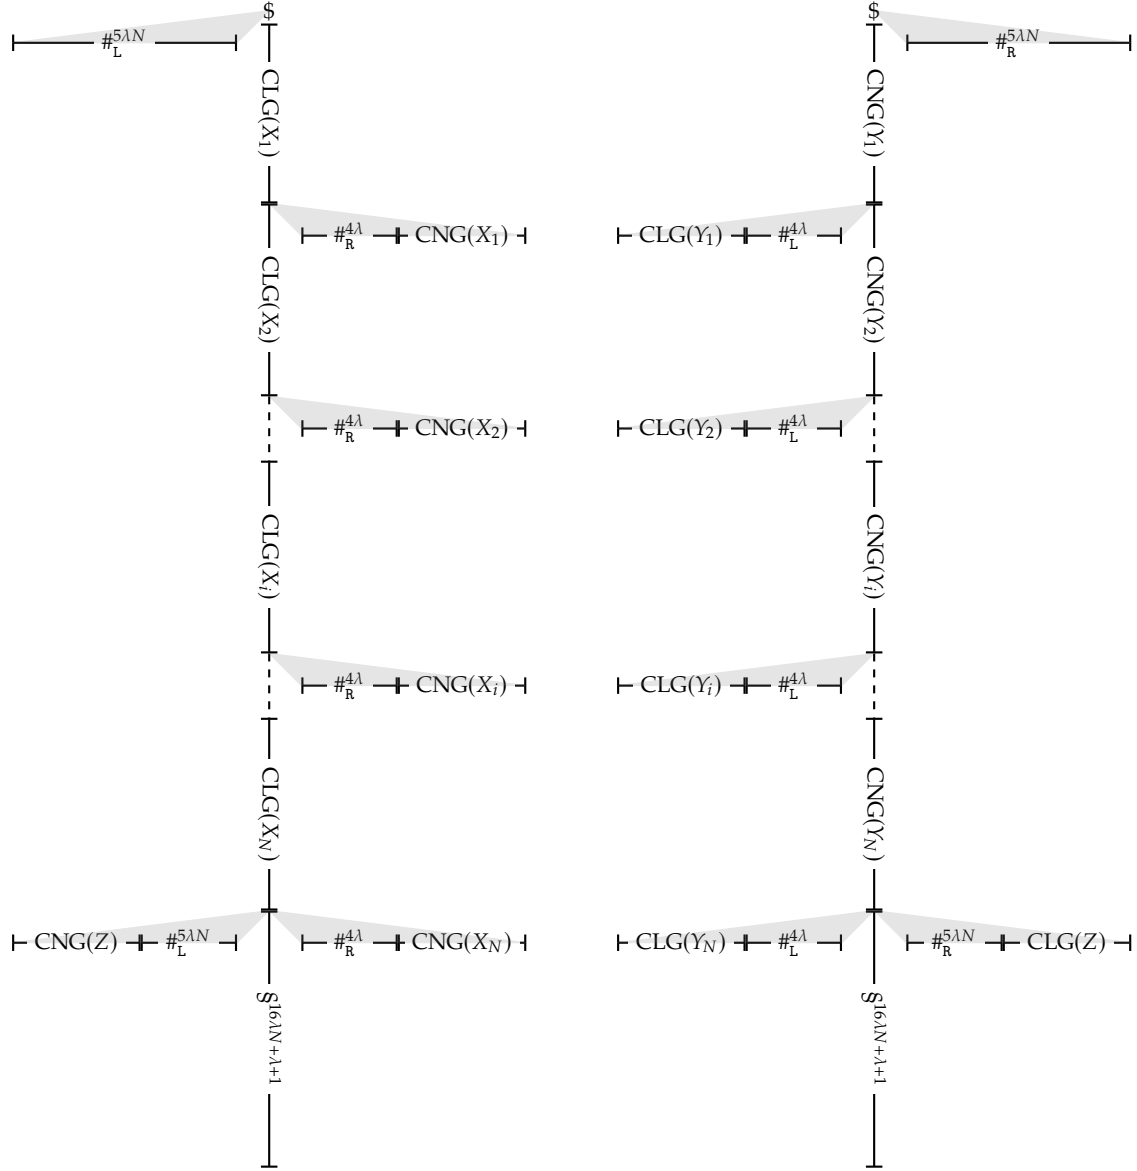 $ $
#_L^{5λN} #_R^{5λN}
CLG(X_1) CNG(Y_1)
#_R^{4λ} CNG(X_1) CLG(Y_1) #_L^{4λ}
CLG(X_2) CNG(Y_2)
#_R^{4λ} CNG(X_2) CLG(Y_2) #_L^{4λ}
CLG(X_i) CNG(Y_i)
#_R^{4λ} CNG(X_i) CLG(Y_i) #_L^{4λ}
CLG(X_N) CNG(Y_N)
CNG(Z) #_L^{5λN} #_R^{4λ} CNG(X_N) CLG(Y_N) #_L^{4λ} #_R^{5λN} CLG(Z)
§^{16λN+λ+1} §^{16λN+λ+1}